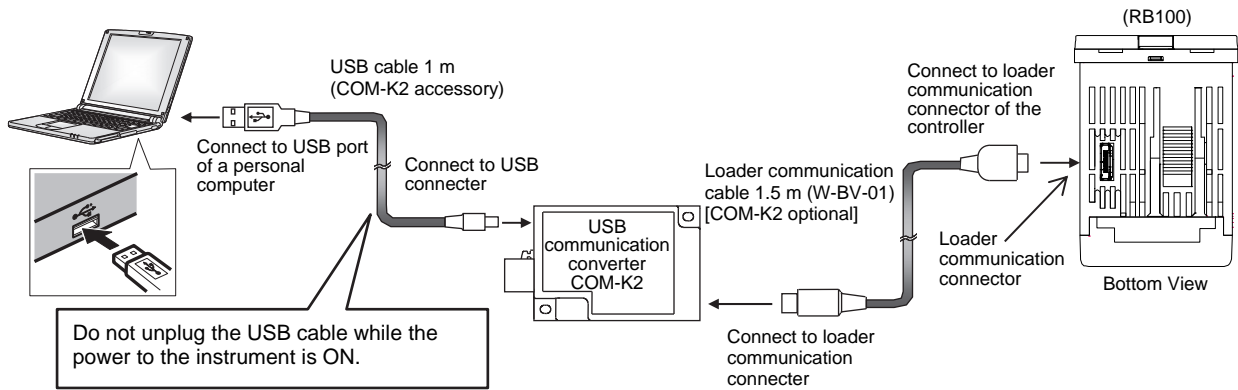 (RB100)
USB cable 1 m
(COM-K2 accessory)
Connect to USB port
of a personal
computer
Connect to USB
connecter
Do not unplug the USB cable while the
power to the instrument is ON.
USB
communication
converter
COM-K2
Loader communication
cable 1.5 m (W-BV-01)
[COM-K2 optional]
Connect to loader
communication
connecter
Connect to loader
communication
connector of the
controller
Loader
communication
connector
Bottom View